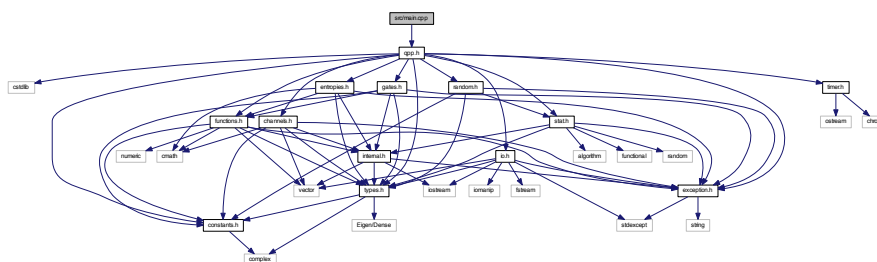 src/main.cpp
qpp.h
cstdlib
entropies.h
gates.h
random.h
timer.h
functions.h
channels.h
stat.h
ostream
numeric
cmath
internal.h
io.h
algorithm
functional
random
vector
types.h
iostream
iomanip
fstream
exception.h
constants.h
Eigen/Dense
stdexcept
string
complex